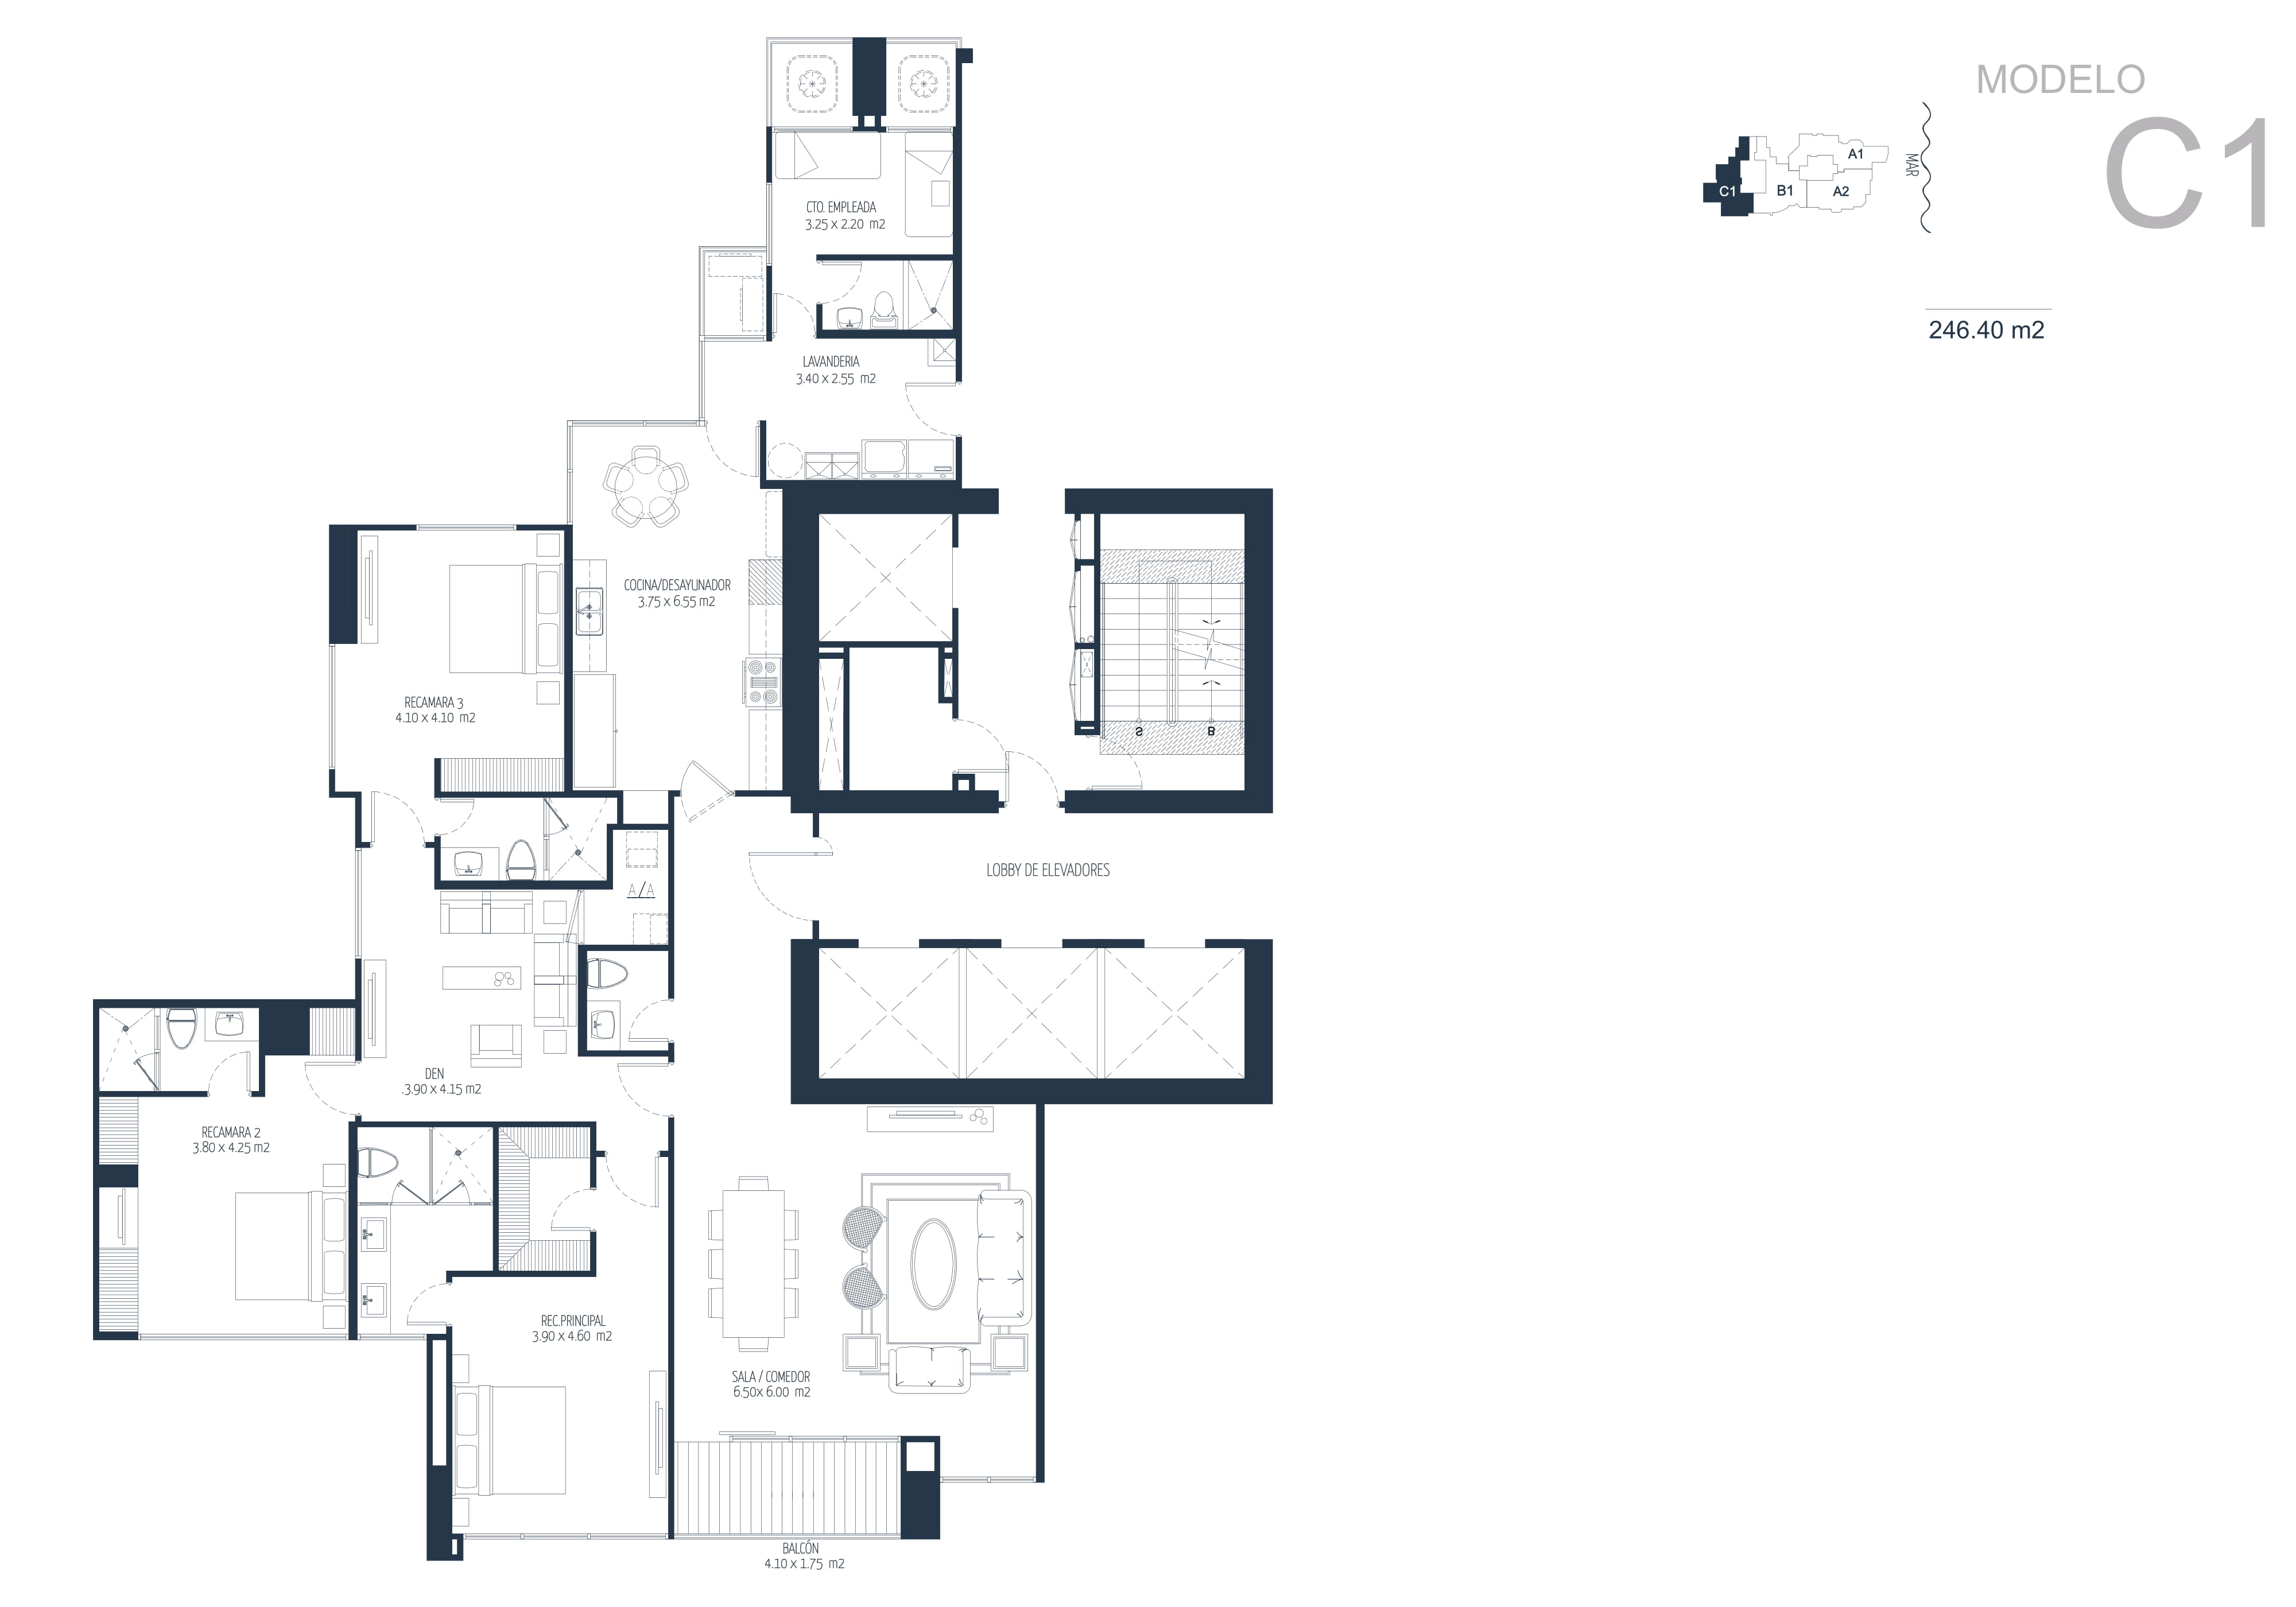 MODELO
C1
A1
MAR
C1
B1
A2
246.40 m2
CTO. EMPLEADA
3.25 x 2.20 m2
LAVANDERIA
3.40 x 2.55 m2
COCINA/DESAYUNADOR
3.75 x 6.55 m2
RECAMARA 3
4.10 x 4.10 m2
S
B
LOBBY DE ELEVADORES
A/A
DEN
.3.90 x 4.15 m2
RECAMARA 2
3.80 x 4.25 m2
REC.PRINCIPAL
3.90 x 4.60 m2
SALA / COMEDOR
6.50x 6.00 m2
BALCÓN
4.10 x 1.75 m2